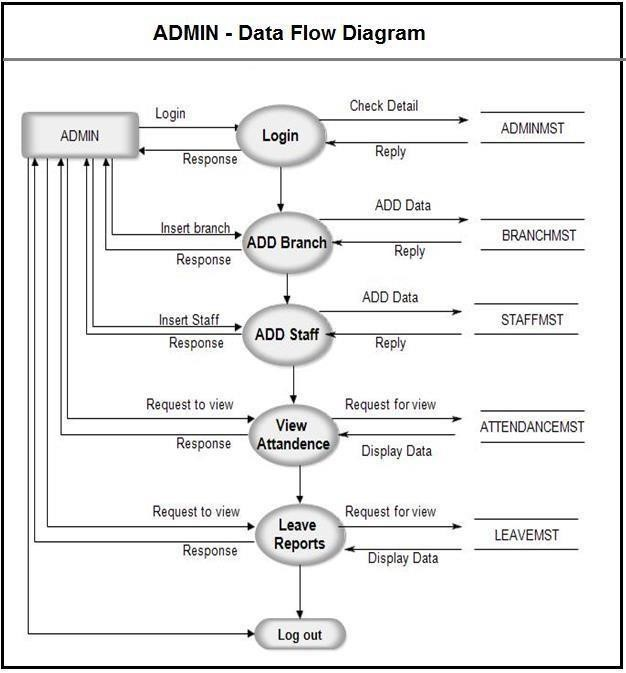 ADMIN - Data Flow Diagram
Login
Check Detail
ADMIN
Login
ADMINMST
Response
Reply
ADD Data
Insert branch
ADD Branch
BRANCHMST
Response
Reply
ADD Data
Insert Staff
ADD Staff
STAFFMST
Response
Reply
Request to view
Request for view
View
Attandence
ATTENDANCEMST
Response
Display Data
Request to view
Request for view
Leave
Reports
LEAVEMST
Response
Display Data
Log out